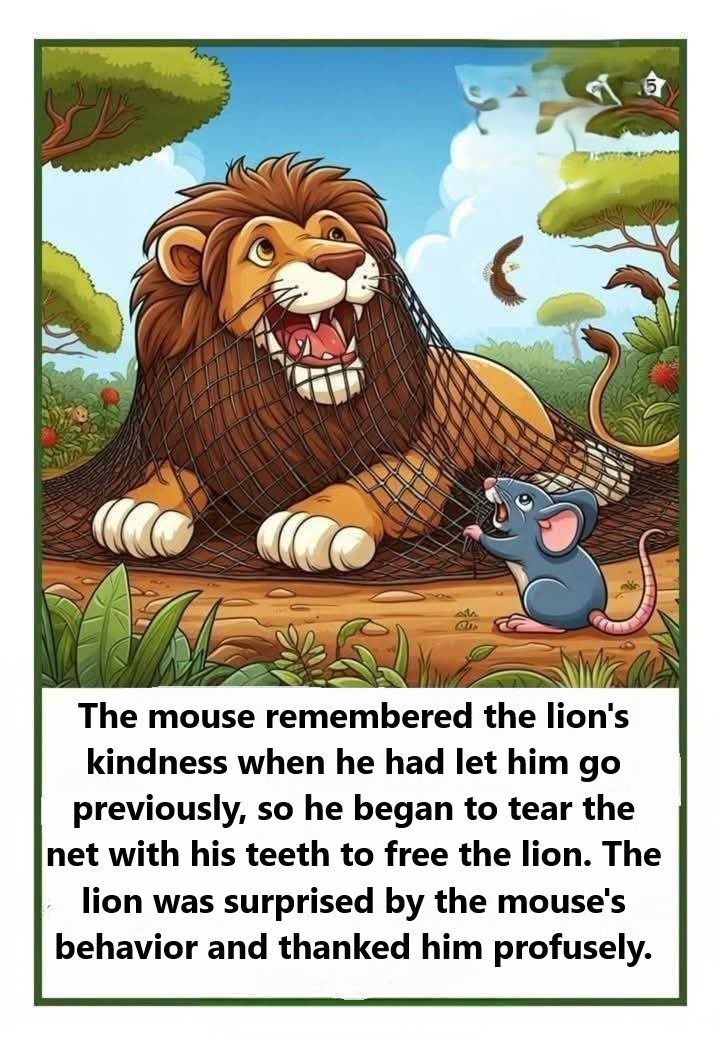 5
The mouse remembered the lion's
kindness when he had let him go
previously, so he began to tear the
net with his teeth to free the lion. The
lion was surprised by the mouse's
behavior and thanked him profusely.